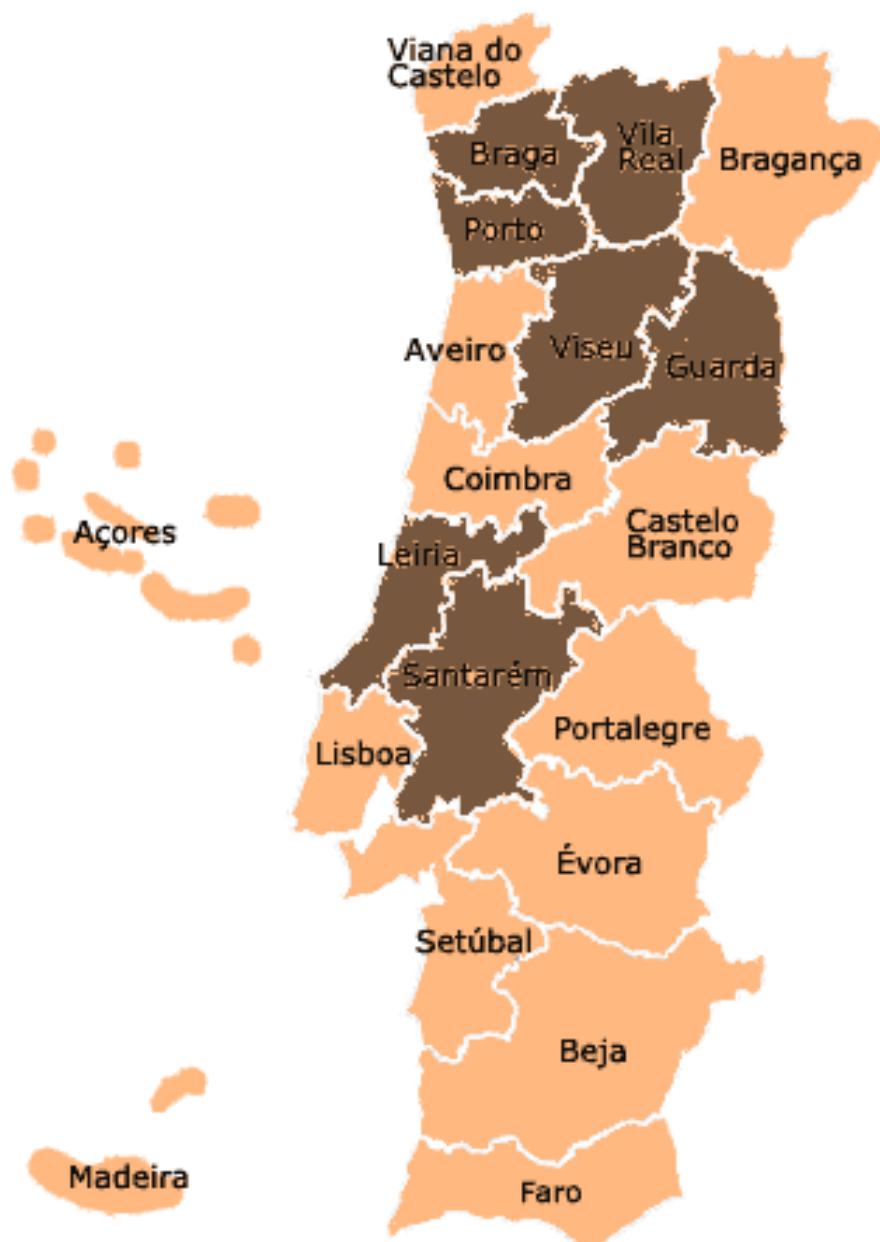 Viana do
Castelo
Braga
Vila
Real
Bragança
Porto
Aveiro
Viseu
Guarda
Coimbra
Açores
Castelo
Branco
Leiria
Santarém
Portalegre
Lisboa
Évora
Setúbal
Beja
Madeira
Faro